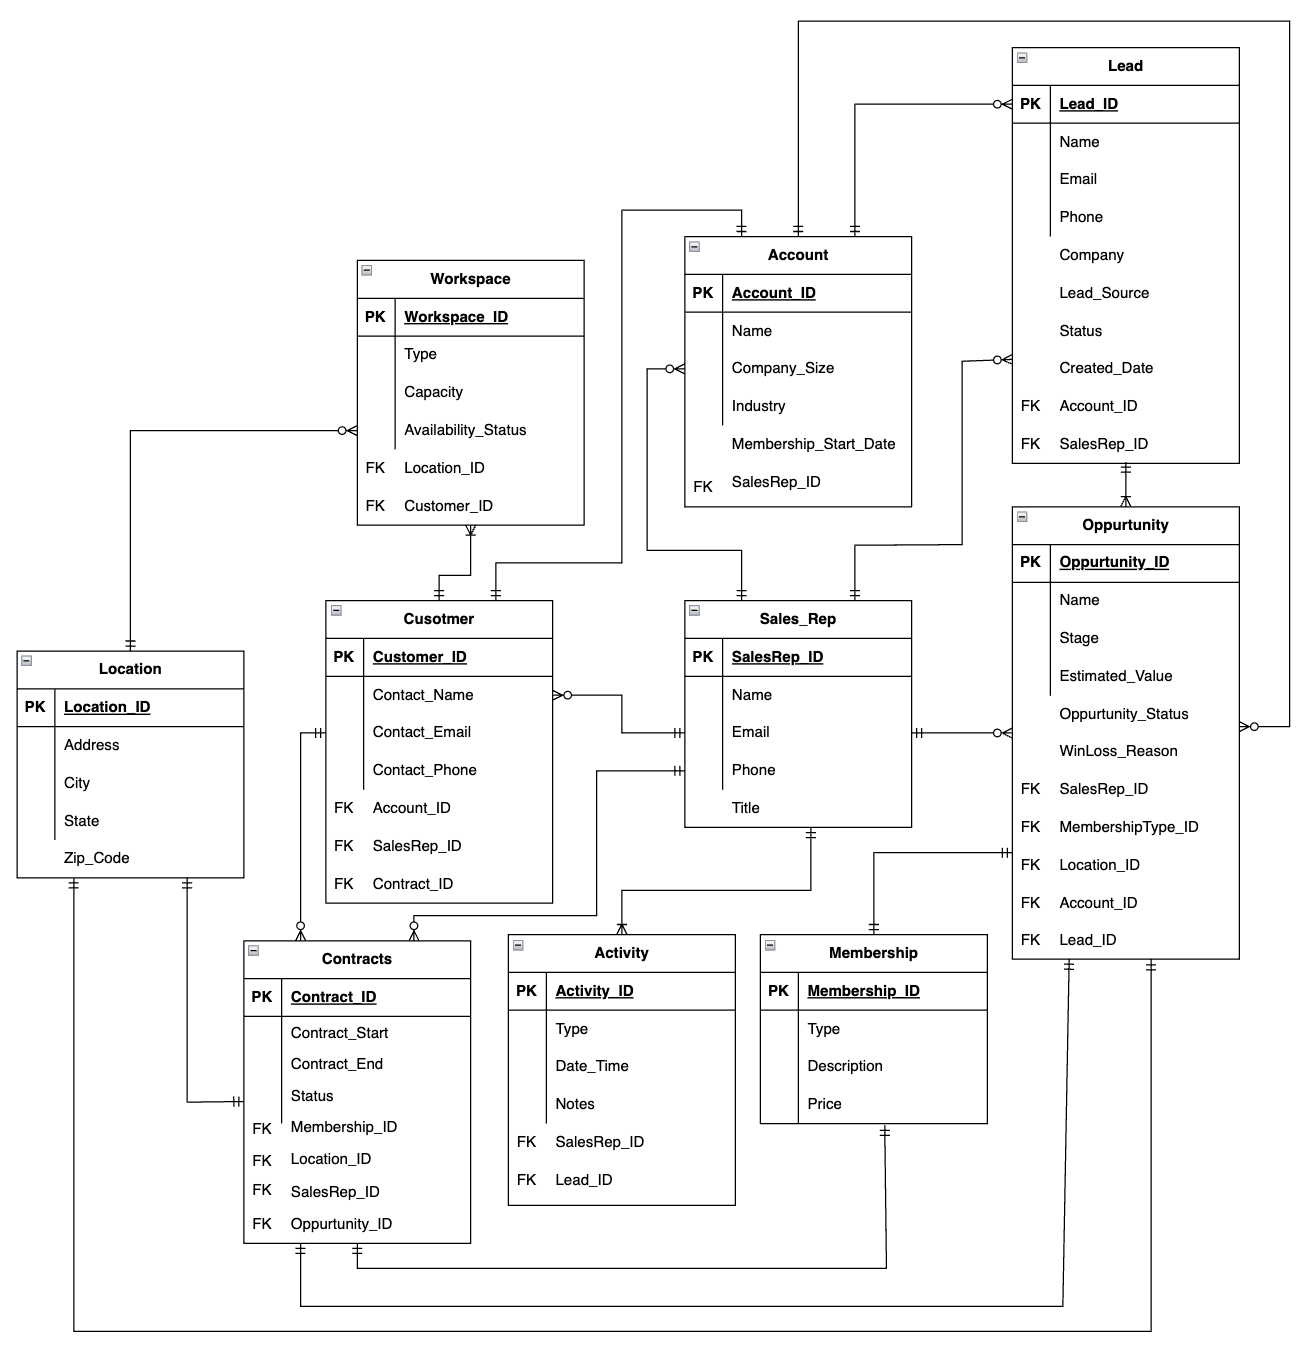 Lead
PK Lead_ID
Name
Email
Phone
Company
Lead_Source
Status
Created_Date
FK Account_ID
FK SalesRep_ID
Account
PK Account_ID
Name
Company_Size
Industry
Membership_Start_Date
FK SalesRep_ID
Workspace
PK Workspace_ID
Type
Capacity
Availability_Status
FK Location_ID
FK Customer_ID
Oppurtunity
PK Oppurtunity_ID
Name
Stage
Estimated_Value
Oppurtunity_Status
WinLoss_Reason
FK SalesRep_ID
FK MembershipType_ID
FK Location_ID
FK Account_ID
FK Lead_ID
Cusotmer
PK Customer_ID
Contact_Name
Contact_Email
Contact_Phone
FK Account_ID
FK SalesRep_ID
FK Contract_ID
Sales_Rep
PK SalesRep_ID
Name
Email
Phone
Title
Location
PK Location_ID
Address
City
State
Zip_Code
Contracts
PK Contract_ID
Contract_Start
Contract_End
Status
FK Membership_ID
FK Location_ID
FK SalesRep_ID
FK Oppurtunity_ID
Activity
PK Activity_ID
Type
Date_Time
Notes
FK SalesRep_ID
FK Lead_ID
Membership
PK Membership_ID
Type
Description
Price